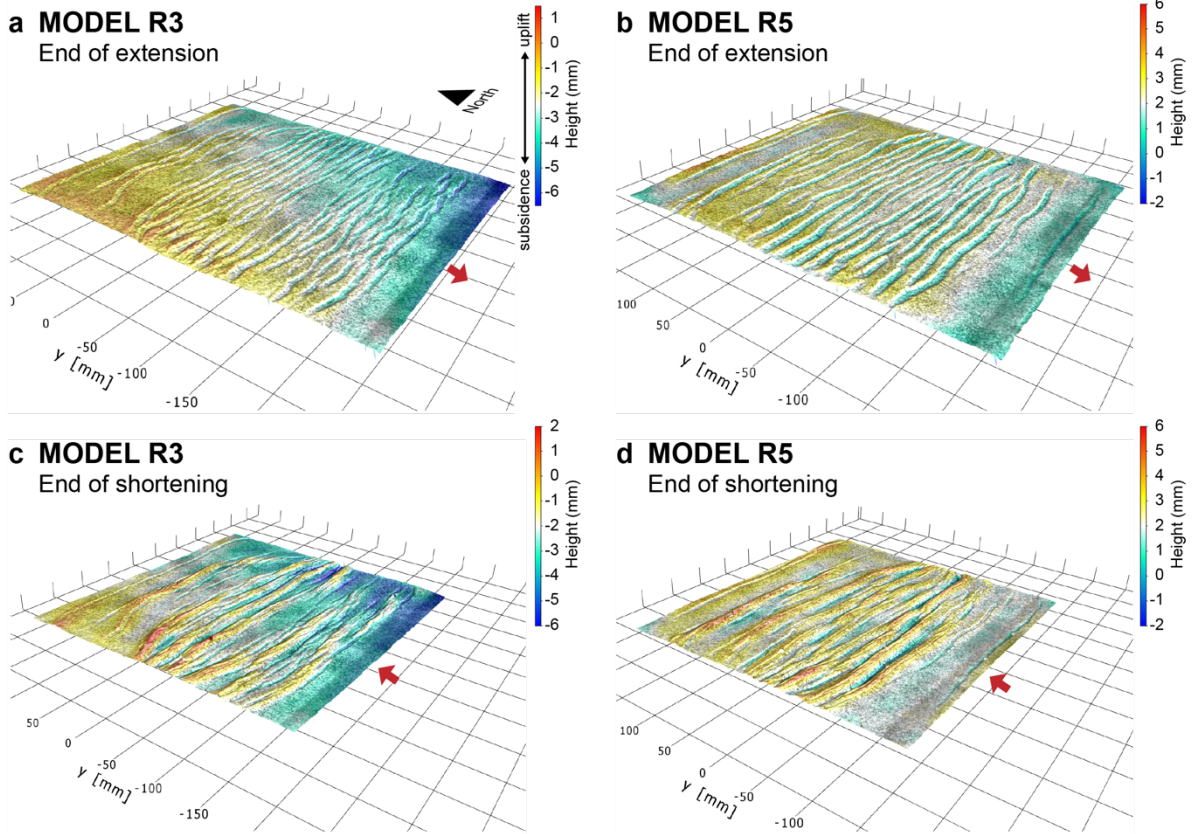 a MODEL R3
End of extension
uplift
subsidence
North
1
0
-1
-2
-3
-4
-5
-6
Height (mm)
0
0
-50
-100
-150
y [mm]
b MODEL R5
End of extension
6
5
4
3
2
1
0
-1
-2
Height (mm)
100
50
0
-50
-100
y [mm]
c MODEL R3
End of shortening
2
1
0
-1
-2
-3
-4
-5
-6
Height (mm)
50
0
-50
-100
-150
y [mm]
d MODEL R5
End of shortening
6
5
4
3
2
1
0
-1
-2
Height (mm)
100
50
0
-50
-100
y [mm]